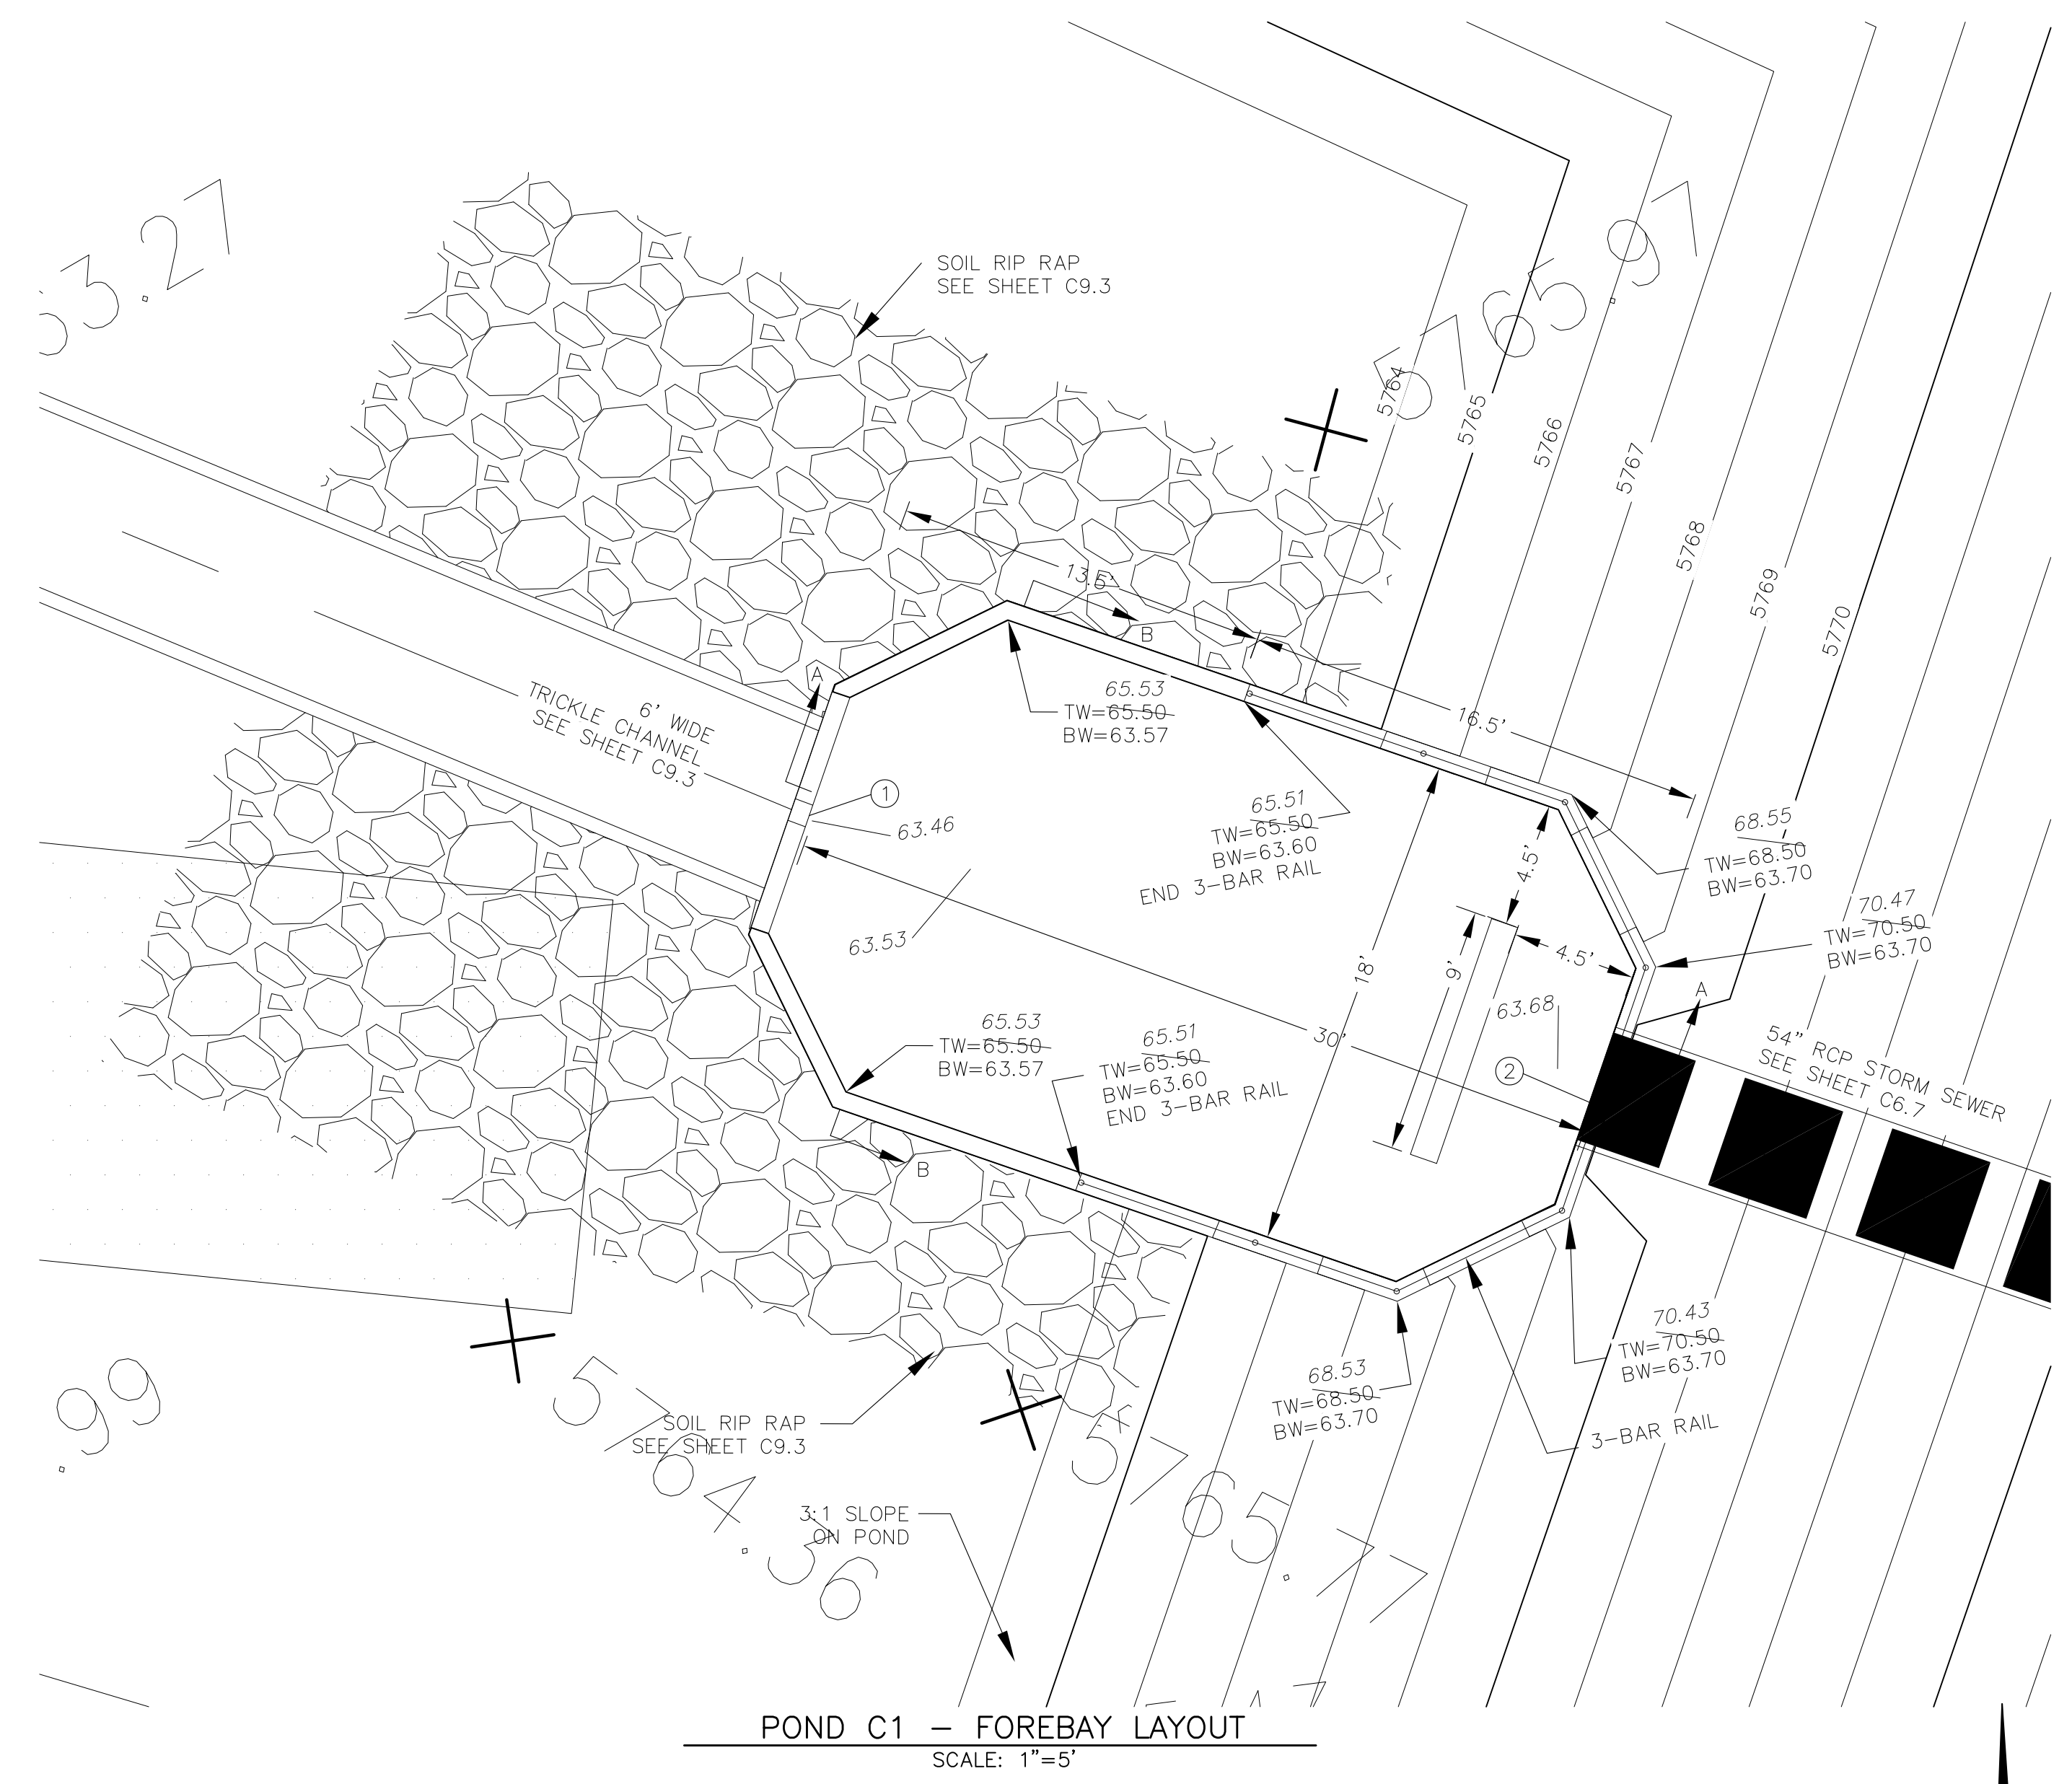 53.27
SOIL RIP RAP
SEE SHEET C9.3
5765.97
5764
5765
5766
5767
5768
5769
5770
13.5'
B
A
16.5'
6' WIDE
TRICKLE CHANNEL
SEE SHEET C9.3
65.53
TW=65.50
BW=63.57
1
63.46
65.51
TW=65.50
BW=63.60
END 3-BAR RAIL
68.55
TW=68.50
BW=63.70
4.5'
70.47
TW=70.50
BW=63.70
63.53
9'
4.5'
18'
63.68
A
30'
54" RCP STORM SEWER
SEE SHEET C6.7
65.53
TW=65.50
BW=63.57
65.51
TW=65.50
BW=63.60
END 3-BAR RAIL
2
B
70.43
TW=70.50
BW=63.70
68.53
TW=68.50
BW=63.70
3-BAR RAIL
.99
5764.36
SOIL RIP RAP
SEE SHEET C9.3
5765.77
3:1 SLOPE
ON POND
POND C1 – FOREBAY LAYOUT
SCALE: 1"=5'